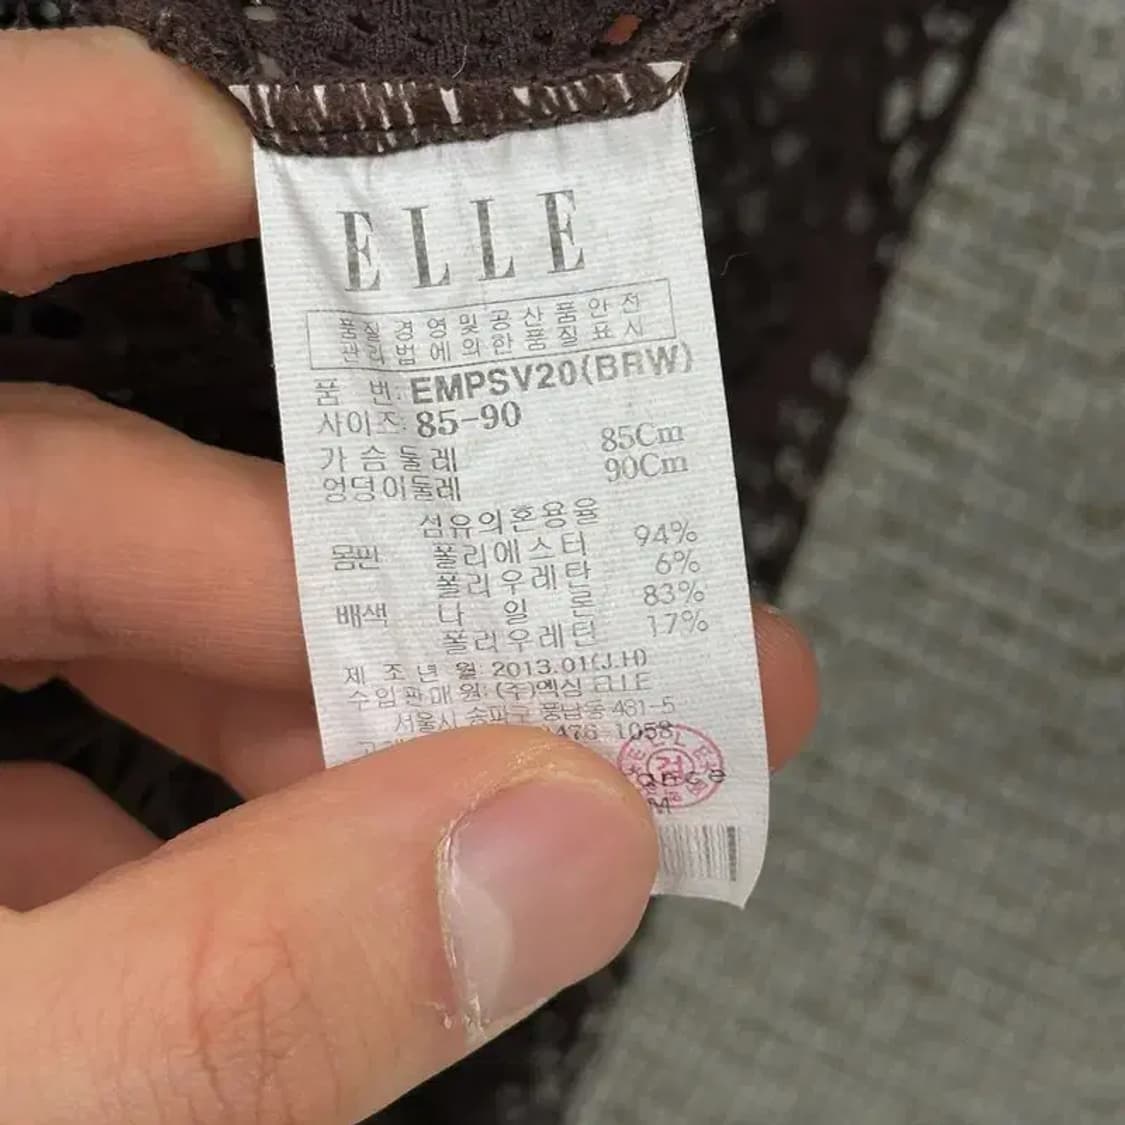 ELLE
품질경영및공산품안전
관리법에의한품질표시
품 번: EMPSV20(BRW)
사이즈: 85-90
가슴둘레 85Cm
엉덩이둘레 90Cm
섬유의혼용율
몸판 폴리에스터 94%
폴리우레탄 6%
배색 나일론 83%
폴리우레탄 17%
제조년월 2013.01(J.H)
수입판매원: (주)엑심 ELLE
서울시 송파구 풍납동 481-5
1058